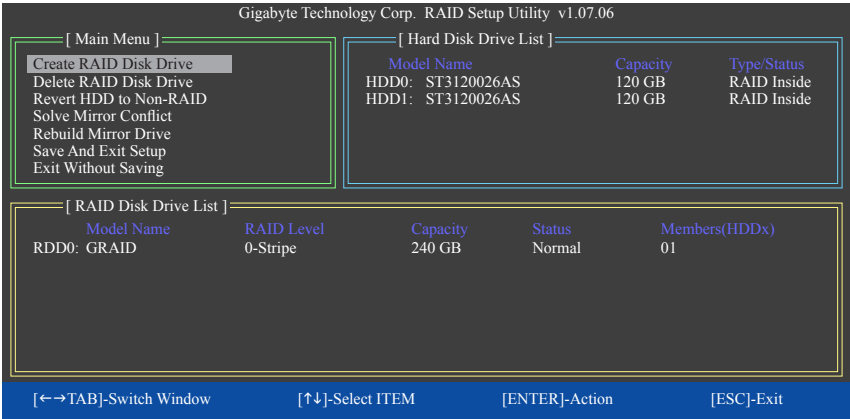 Gigabyte Technology Corp. RAID Setup Utility v1.07.06
[ Main Menu ]
Create RAID Disk Drive
Delete RAID Disk Drive
Revert HDD to Non-RAID
Solve Mirror Conflict
Rebuild Mirror Drive
Save And Exit Setup
Exit Without Saving
[ Hard Disk Drive List ]
Model Name Capacity Type/Status
HDD0: ST3120026AS 120 GB RAID Inside
HDD1: ST3120026AS 120 GB RAID Inside
[ RAID Disk Drive List ]
Model Name RAID Level Capacity Status Members(HDDx)
RDD0: GRAID 0-Stripe 240 GB Normal 01
[←→TAB]-Switch Window [↑↓]-Select ITEM [ENTER]-Action [ESC]-Exit